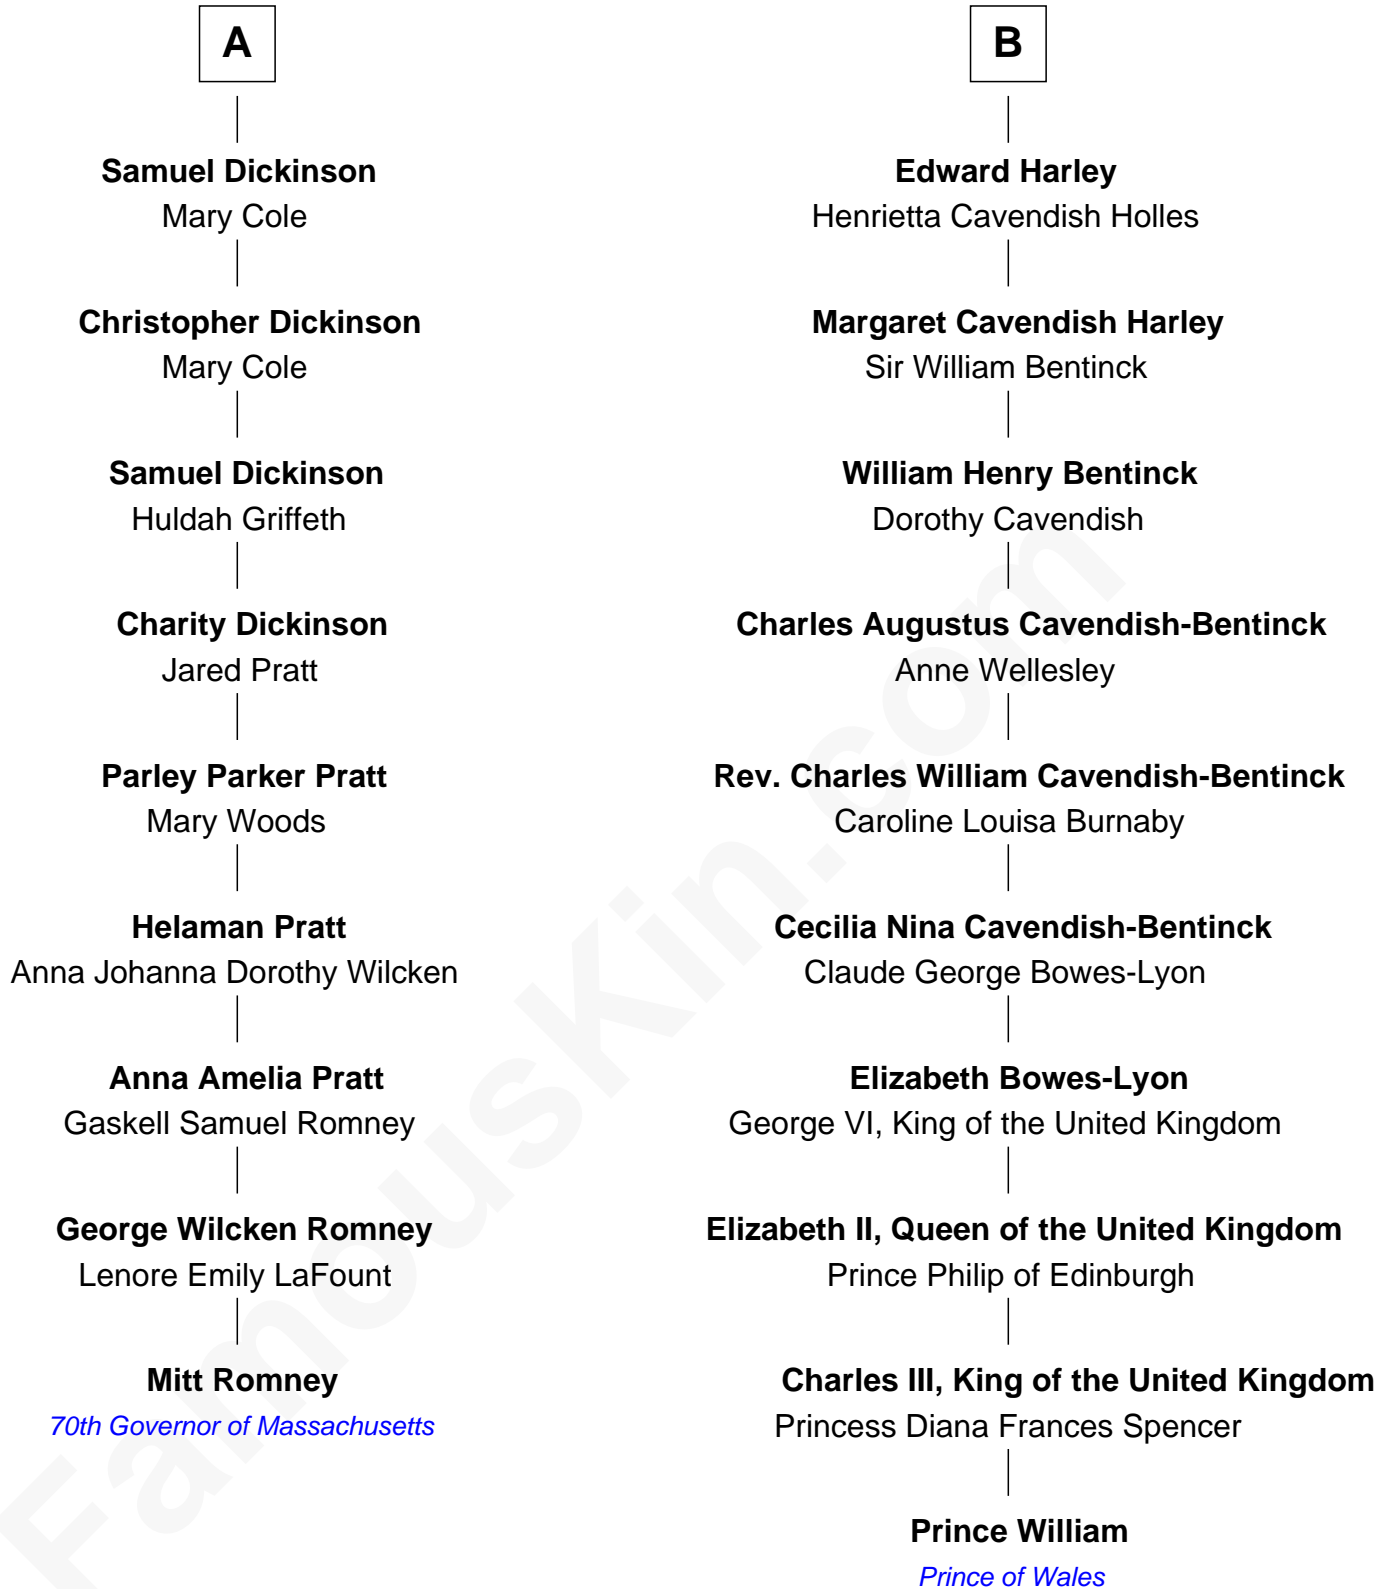 A
Samuel Dickinson
Mary Cole
Christopher Dickinson
Mary Cole
Samuel Dickinson
Huldah Griffeth
Charity Dickinson
Jared Pratt
Parley Parker Pratt
Mary Woods
Helaman Pratt
Anna Johanna Dorothy Wilcken
Anna Amelia Pratt
Gaskell Samuel Romney
George Wilcken Romney
Lenore Emily LaFount
Mitt Romney
70th Governor of Massachusetts
B
Edward Harley
Henrietta Cavendish Holles
Margaret Cavendish Harley
Sir William Bentinck
William Henry Bentinck
Dorothy Cavendish
Charles Augustus Cavendish-Bentinck
Anne Wellesley
Rev. Charles William Cavendish-Bentinck
Caroline Louisa Burnaby
Cecilia Nina Cavendish-Bentinck
Claude George Bowes-Lyon
Elizabeth Bowes-Lyon
George VI, King of the United Kingdom
Elizabeth II, Queen of the United Kingdom
Prince Philip of Edinburgh
Charles III, King of the United Kingdom
Princess Diana Frances Spencer
Prince William
Prince of Wales
FamousKin.com